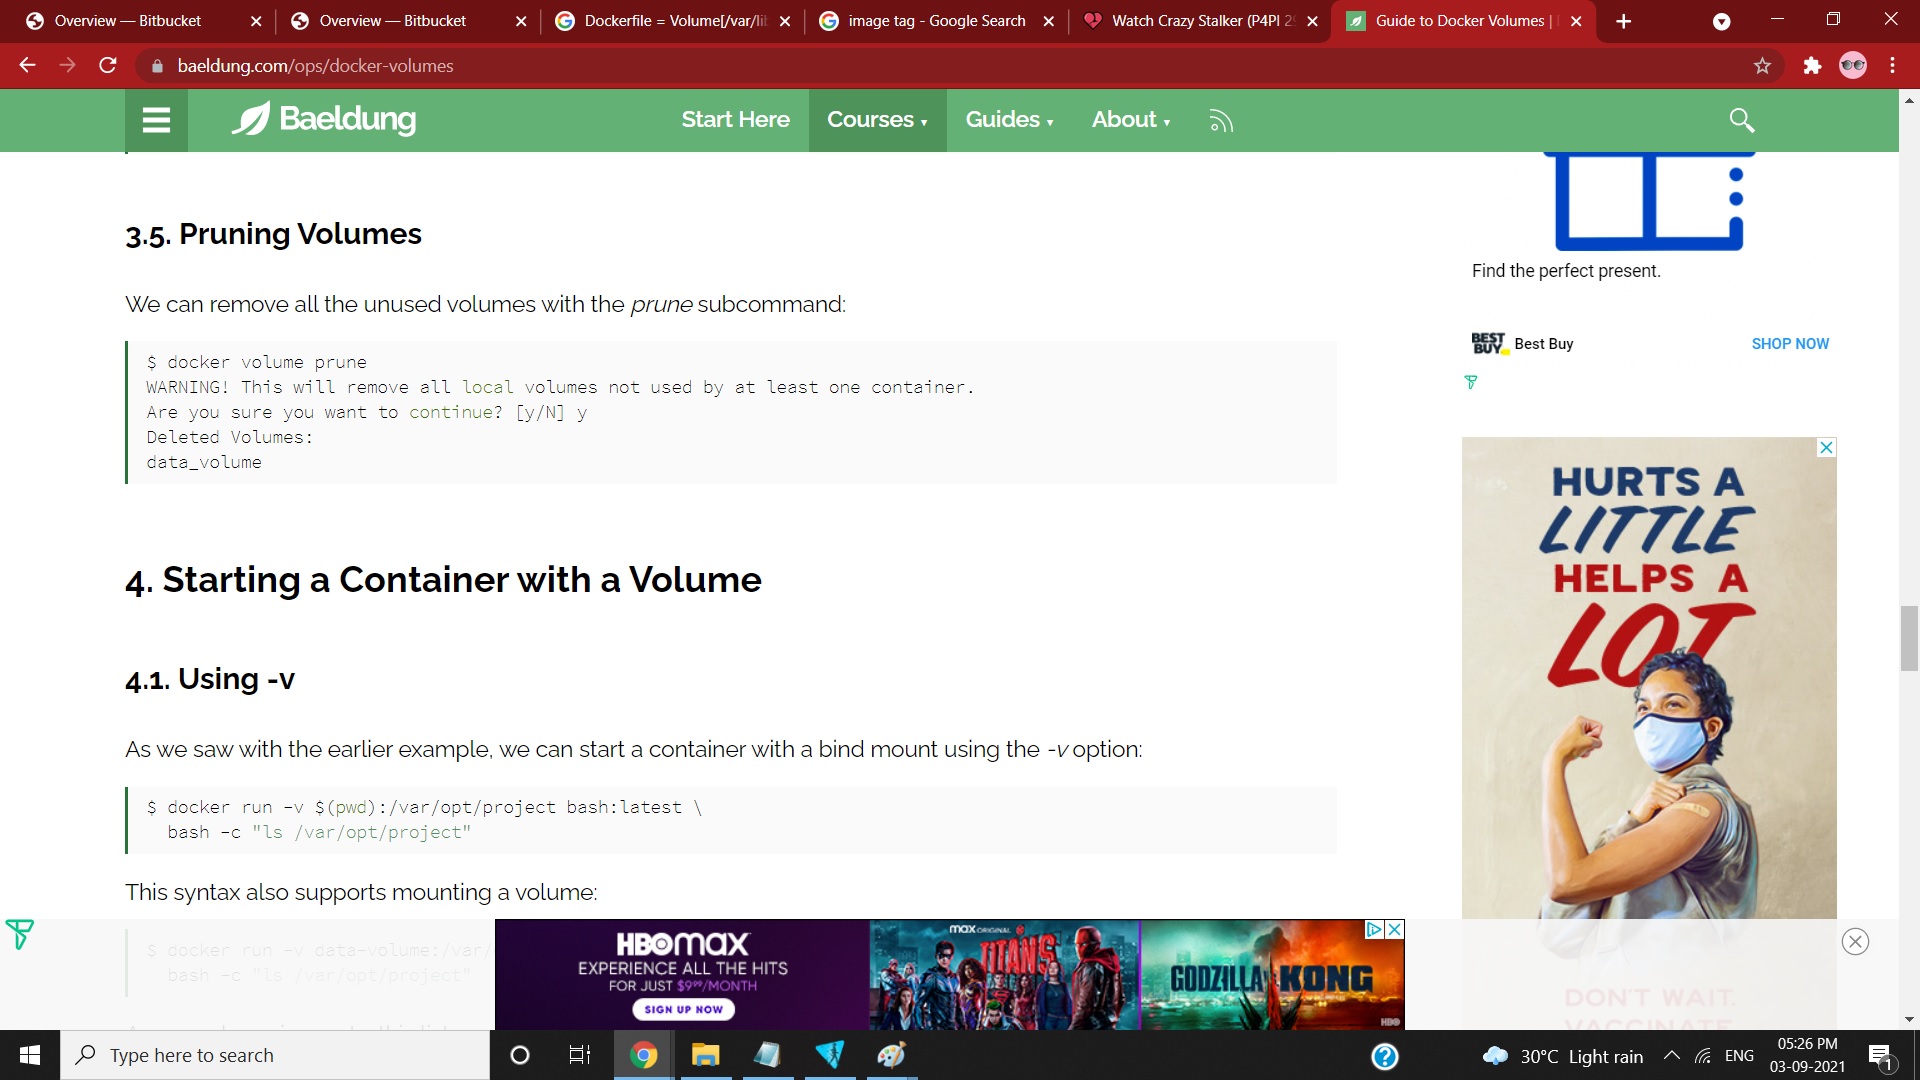 Overview — Bitbucket
Overview — Bitbucket
Dockerfile = Volume[/var/li
image tag - Google Search
Watch Crazy Stalker (P4PI 2
Guide to Docker Volumes |
baeldung.com/ops/docker-volumes
Baeldung
Start Here
Courses
Guides
About
3.5. Pruning Volumes
We can remove all the unused volumes with the prune subcommand:
$ docker volume prune
WARNING! This will remove all local volumes not used by at least one container.
Are you sure you want to continue? [y/N] y
Deleted Volumes:
data_volume
4. Starting a Container with a Volume
4.1. Using -v
As we saw with the earlier example, we can start a container with a bind mount using the -v option:
$ docker run -v $(pwd):/var/opt/project bash:latest \
bash -c "ls /var/opt/project"
This syntax also supports mounting a volume:
$ docker run -v data-volume:/var/
bash -c "ls /var/opt/project"
Find the perfect present.
BEST BUY
Best Buy
SHOP NOW
HURTS A
LITTLE
HELPS A
LOT
DON'T WAIT.
VACCINATE
HBOMAX
EXPERIENCE ALL THE HITS
FOR JUST $9⁹⁹/MONTH
SIGN UP NOW
max ORIGINAL
TITANS
GODZILLA KONG
HBO
Type here to search
30°C Light rain
ENG
05:26 PM
03-09-2021
1